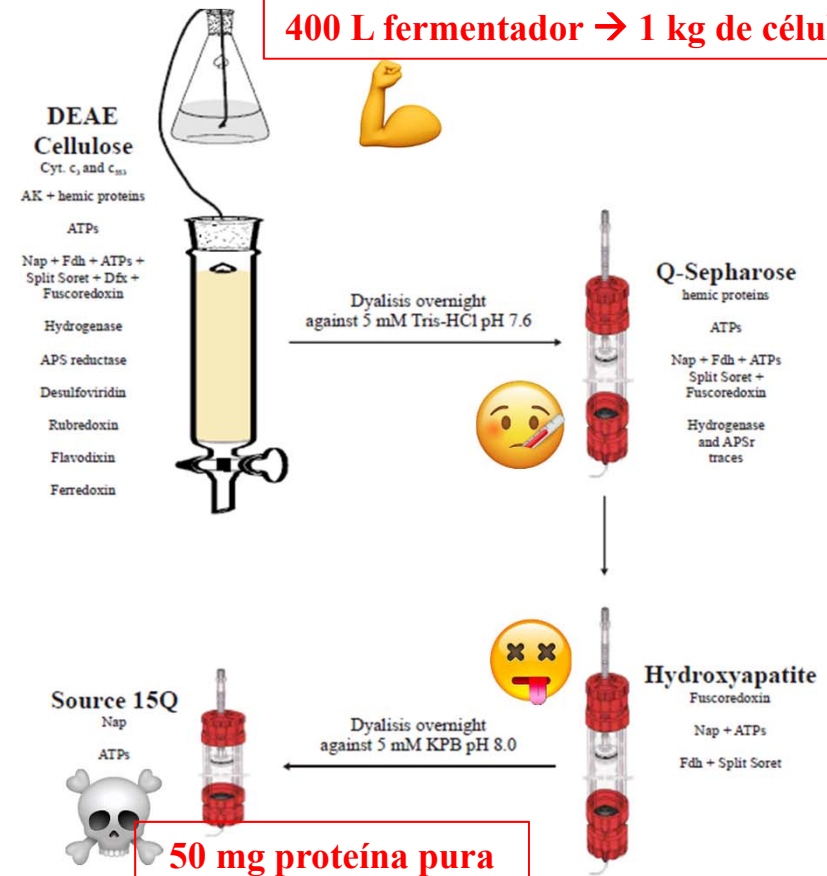 400 L fermentador → 1 kg de célu
DEAE
Cellulose
Cyt. c₃ and c₅₅₃
AK + hemic proteins
ATPs
Nap + Fdh + ATPs +
Split Soret + Dfx +
Fuscoredoxin
Hydrogenase
APS reductase
Desulfoviridin
Rubredoxin
Flavodixin
Ferredoxin
Dyalisis overnight
against 5 mM Tris-HCl pH 7.6
Q-Sepharose
hemic proteins
ATPs
Nap + Fdh + ATPs
Split Soret +
Fuscoredoxin
Hydrogenase
and APSr
traces
Hydroxyapatite
Fuscoredoxin
Nap + ATPs
Fdh + Split Soret
Dyalisis overnight
against 5 mM KPB pH 8.0
Source 15Q
Nap
ATPs
50 mg proteína pura